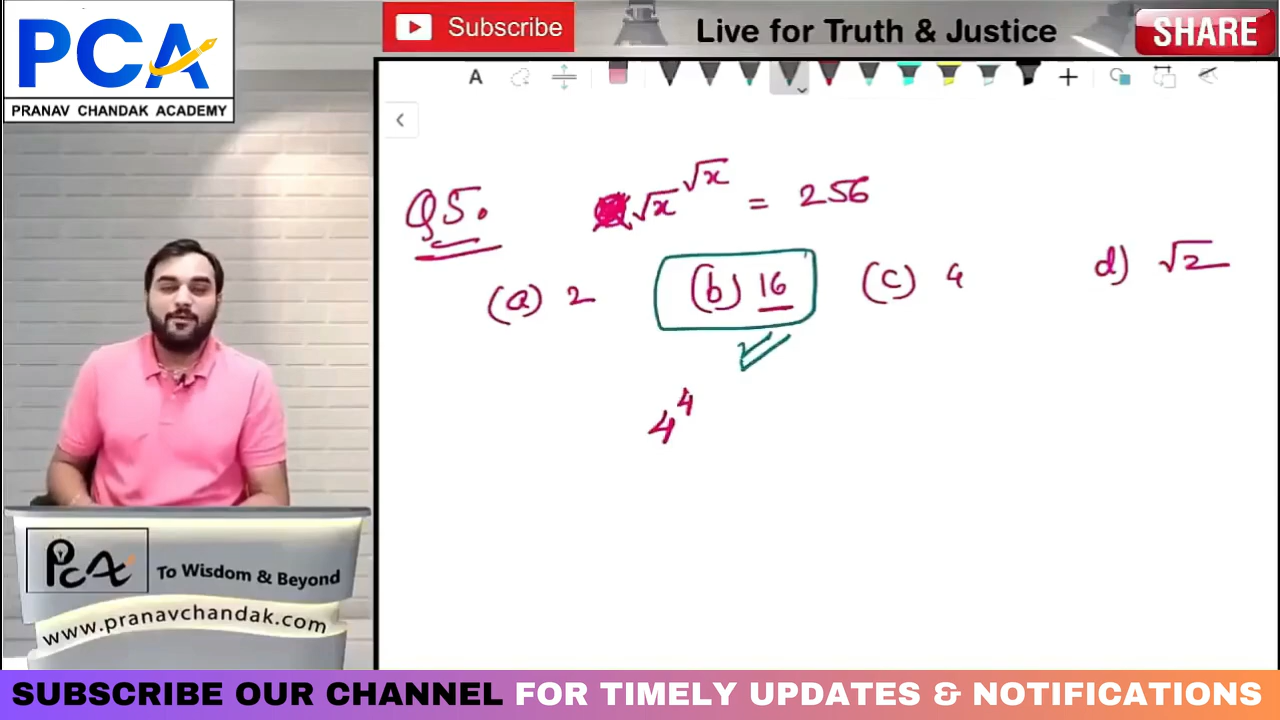 PCA
PRANAV CHANDAK ACADEMY
Subscribe
Live for Truth & Justice
SHARE
A
Q5. √x^√x = 256
(a) 2 (b) 16 (c) 4 d) √2
4^4
PCA
To Wisdom & Beyond
www.pranavchandak.com
SUBSCRIBE OUR CHANNEL FOR TIMELY UPDATES & NOTIFICATIONS